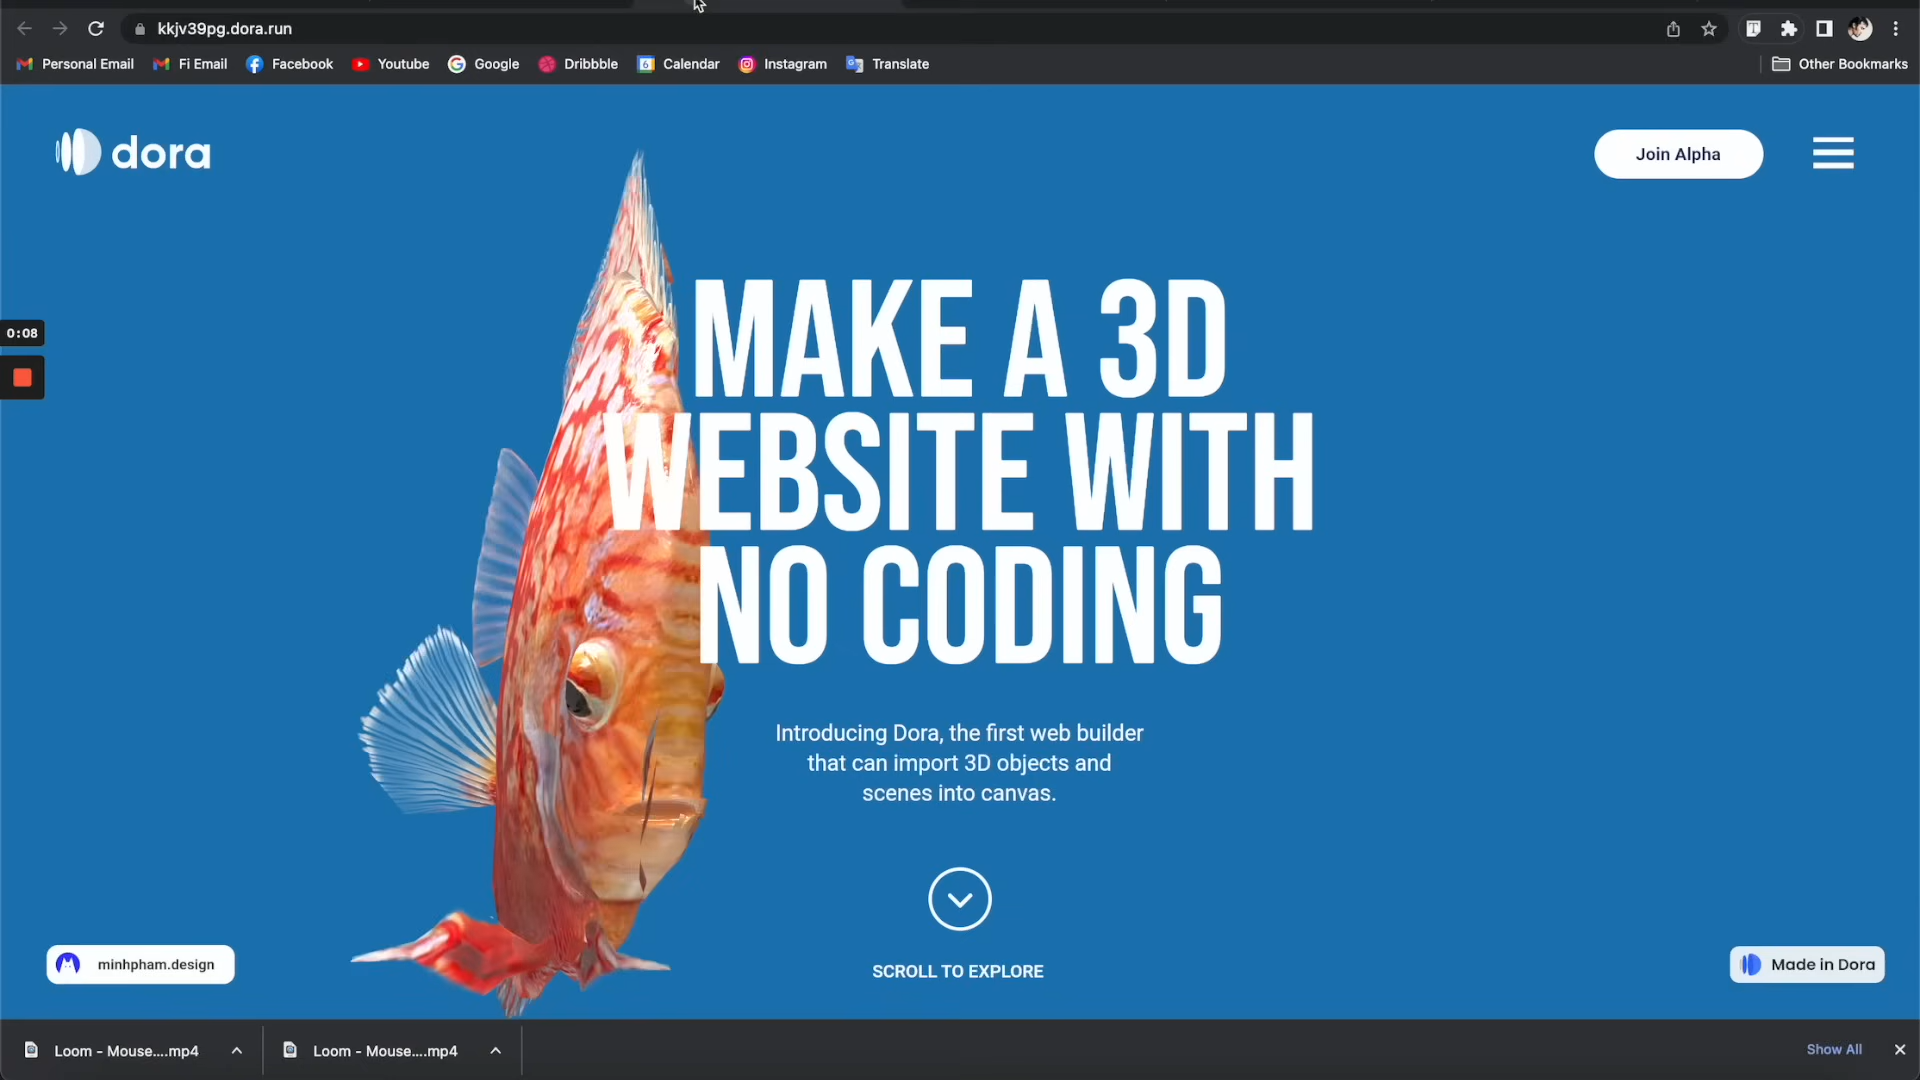 kkjv39pg.dora.run
Personal Email
Fi Email
Facebook
Youtube
Google
Dribbble
6
Calendar
Instagram
Translate
Other Bookmarks
dora
Join Alpha
0:08
MAKE A 3D
WEBSITE WITH
NO CODING
Introducing Dora, the first web builder
that can import 3D objects and
scenes into canvas.
SCROLL TO EXPLORE
minhpham.design
Made in Dora
Loom - Mouse....mp4
Loom - Mouse....mp4
Show All